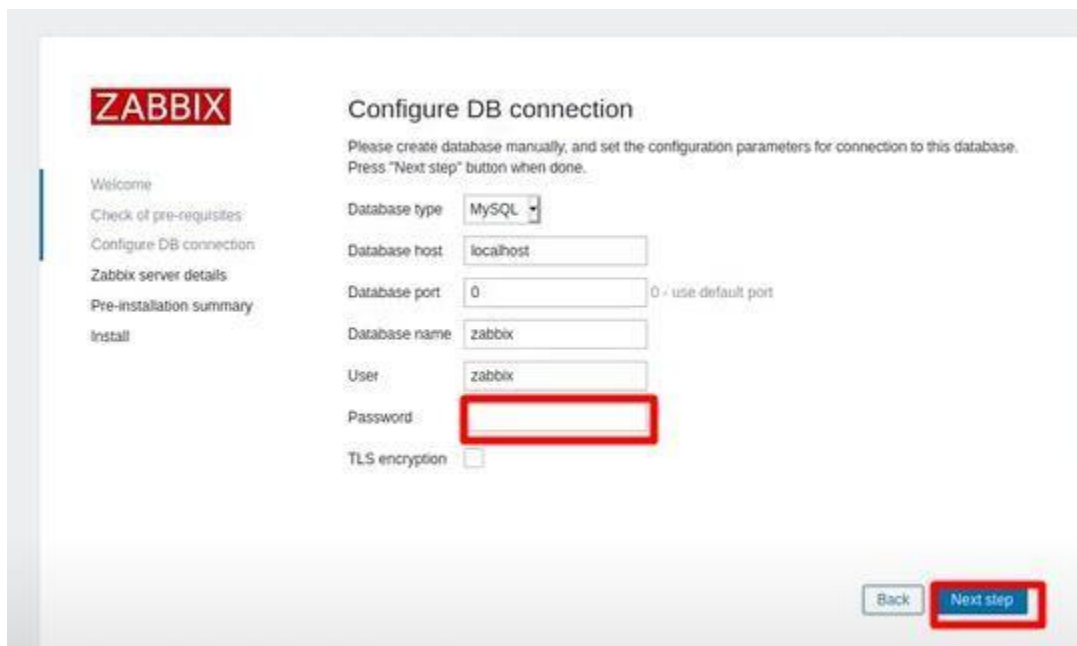 ZABBIX
Welcome
Check of pre-requisites
Configure DB connection
Zabbix server details
Pre-installation summary
Install
Configure DB connection
Please create database manually, and set the configuration parameters for connection to this database.
Press "Next step" button when done.
Database type MySQL
Database host localhost
Database port 0 0 - use default port
Database name zabbix
User zabbix
Password
TLS encryption
Back Next step